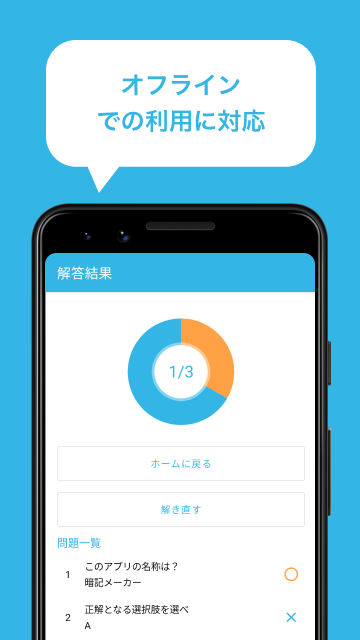 オフライン
での利用に対応
解答結果
1/3
ホームに戻る
解き直す
問題一覧
1
このアプリの名称は？
暗記メーカー
2
正解となる選択肢を選べ
A